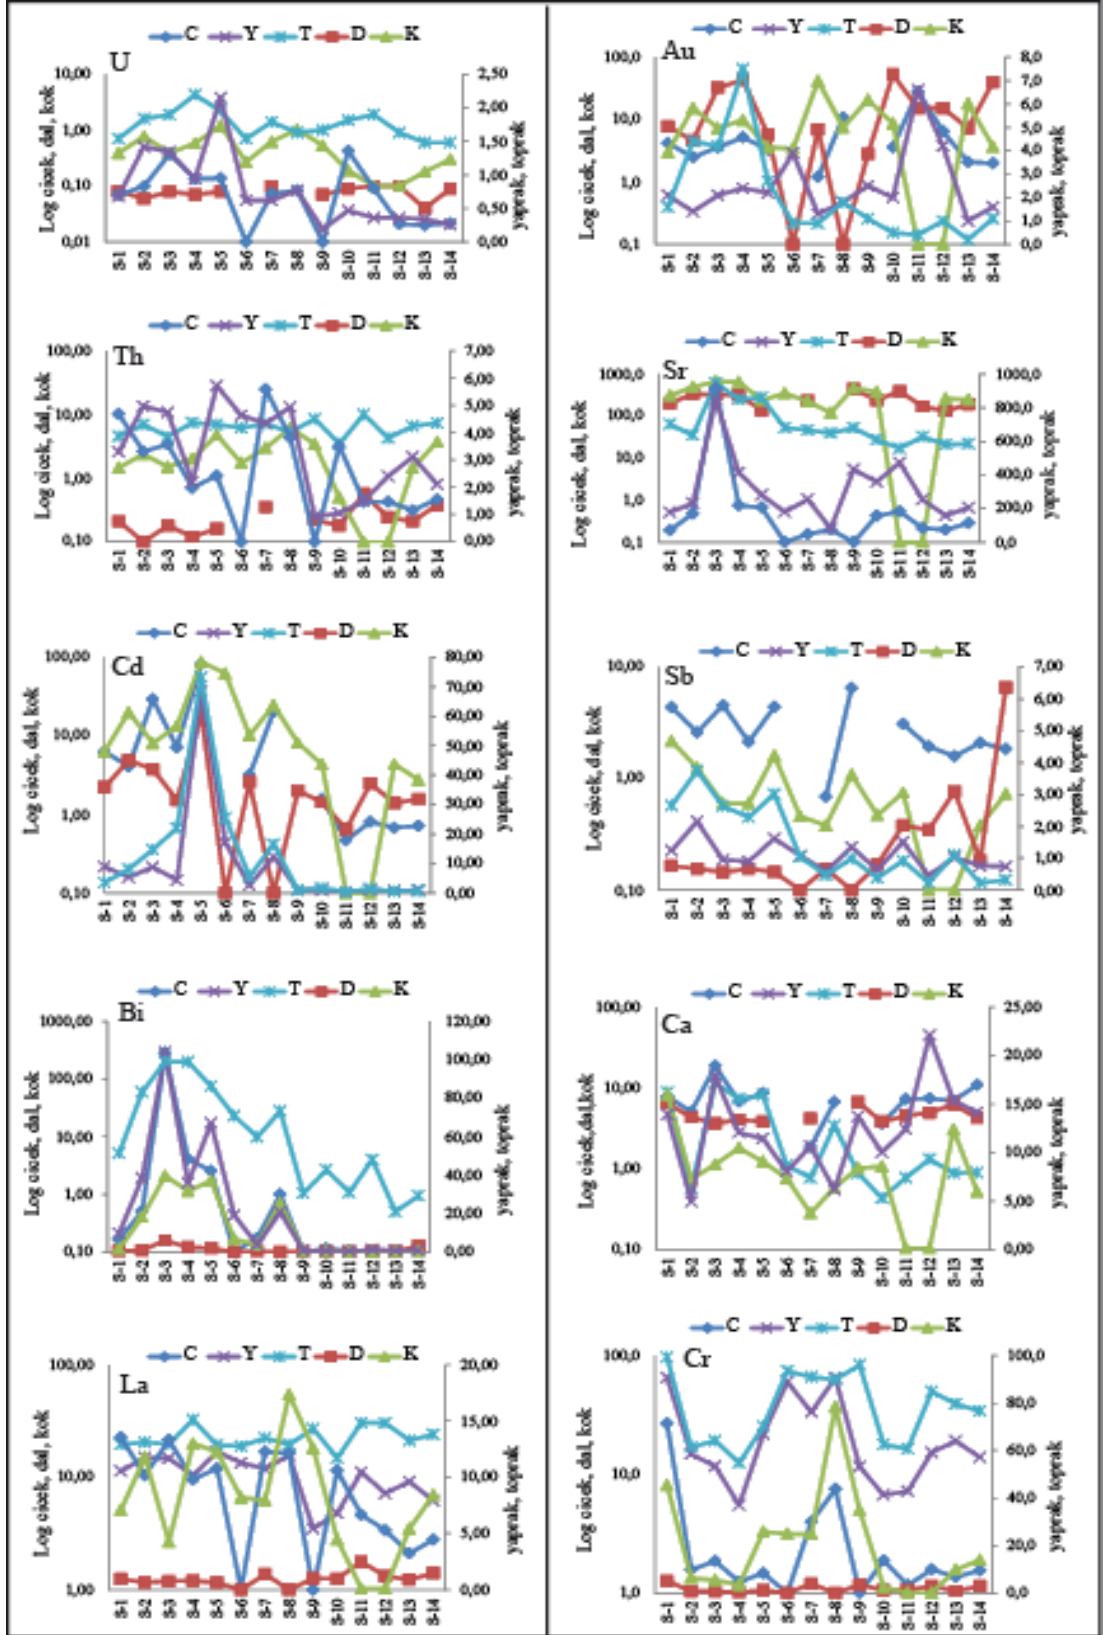 C Y T D K
U
Log cicek, dal, kok
10,00
1,00
0,10
0,01
2,50
2,00
1,50
1,00
0,50
0,00
yaprak, toprak
S-1 S-2 S-3 S-4 S-5 S-6 S-7 S-8 S-9 S-10 S-11 S-12 S-13 S-14
C Y T D K
Au
Log cicek, dal, kok
100,0
10,0
1,0
0,1
8,0
7,0
6,0
5,0
4,0
3,0
2,0
1,0
0,0
yaprak, toprak
S-1 S-2 S-3 S-4 S-5 S-6 S-7 S-8 S-9 S-10 S-11 S-12 S-13 S-14
C Y T D K
Th
Log cicek, dal, kok
100,00
10,00
1,00
0,10
7,00
6,00
5,00
4,00
3,00
2,00
1,00
0,00
yaprak, toprak
S-1 S-2 S-3 S-4 S-5 S-6 S-7 S-8 S-9 S-10 S-11 S-12 S-13 S-14
C Y T D K
Sr
Log cicek, dal, kok
1000,0
100,0
10,0
1,0
0,1
1000,0
800,0
600,0
400,0
200,0
0,0
yaprak, toprak
S-1 S-2 S-3 S-4 S-5 S-6 S-7 S-8 S-9 S-10 S-11 S-12 S-13 S-14
C Y T D K
Cd
Log cicek, dal, kok
100,00
10,00
1,00
0,10
80,00
70,00
60,00
50,00
40,00
30,00
20,00
10,00
0,00
yaprak, toprak
S-1 S-2 S-3 S-4 S-5 S-6 S-7 S-8 S-9 S-10 S-11 S-12 S-13 S-14
C Y T D K
Sb
Log cicek, dal, kok
10,00
1,00
0,10
7,00
6,00
5,00
4,00
3,00
2,00
1,00
0,00
yaprak, toprak
S-1 S-2 S-3 S-4 S-5 S-6 S-7 S-8 S-9 S-10 S-11 S-12 S-13 S-14
C Y T D K
Bi
Log cicek, dal, kok
1000,00
100,00
10,00
1,00
0,10
120,00
100,00
80,00
60,00
40,00
20,00
0,00
yaprak, toprak
S-1 S-2 S-3 S-4 S-5 S-6 S-7 S-8 S-9 S-10 S-11 S-12 S-13 S-14
C Y T D K
Ca
Log cicek,dal,kok
100,00
10,00
1,00
0,10
25,00
20,00
15,00
10,00
5,00
0,00
yaprak, toprak
S-1 S-2 S-3 S-4 S-5 S-6 S-7 S-8 S-9 S-10 S-11 S-12 S-13 S-14
C Y T D K
La
Log cicek, dal, kok
100,00
10,00
1,00
20,00
15,00
10,00
5,00
0,00
yaprak, toprak
S-1 S-2 S-3 S-4 S-5 S-6 S-7 S-8 S-9 S-10 S-11 S-12 S-13 S-14
C Y T D K
Cr
Log cicek, dal, kok
100,0
10,0
1,0
100,0
80,0
60,0
40,0
20,0
0,0
yaprak, toprak
S-1 S-2 S-3 S-4 S-5 S-6 S-7 S-8 S-9 S-10 S-11 S-12 S-13 S-14